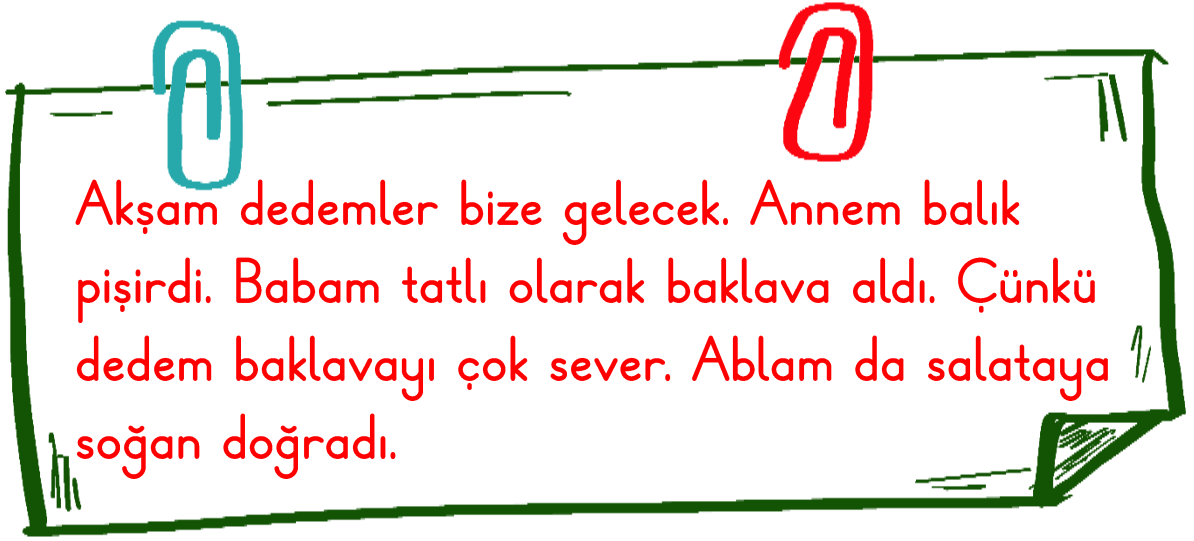 Akşam dedemler bize gelecek. Annem balık
pişirdi. Babam tatlı olarak baklava aldı. Çünkü
dedem baklavayı çok sever. Ablam da salataya
soğan doğradı.